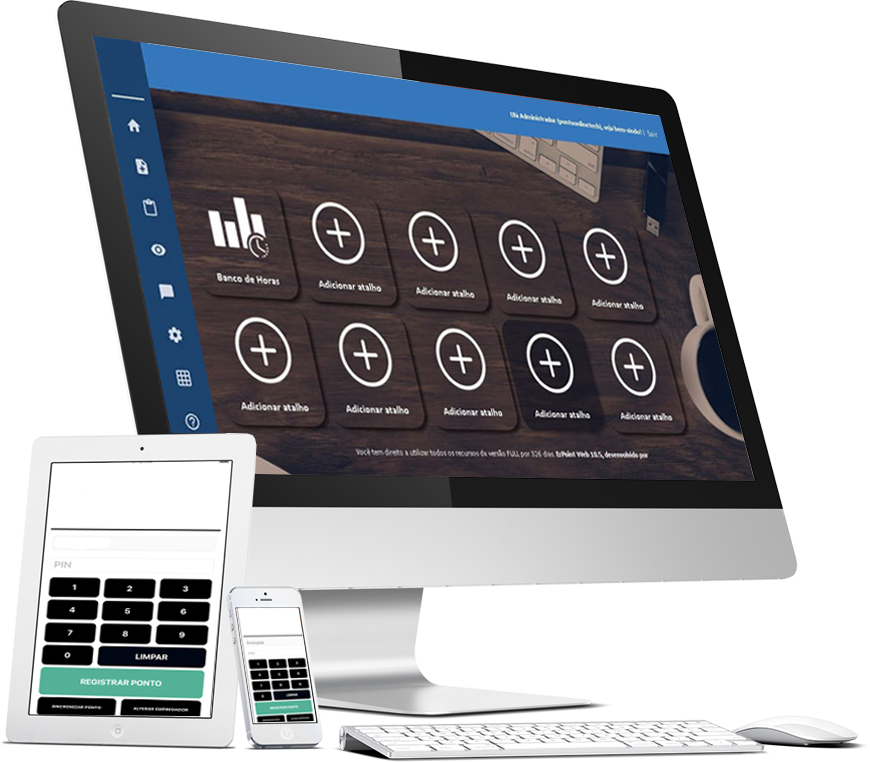 Olá Administrador (pontoonlinetech), seja bem-vindo! | Sair
Banco de Horas
Adicionar atalho
Adicionar atalho
Adicionar atalho
Adicionar atalho
Adicionar atalho
Adicionar atalho
Adicionar atalho
Adicionar atalho
Adicionar atalho
Você tem direito a utilizar todos os recursos da versão FULL por 326 dias. EzPoint Web 10.5, desenvolvido por
PIN
1 2 3
4 5 6
7 8 9
0 LIMPAR
REGISTRAR PONTO
SINCRONIZAR PONTO ALTERAR EMPREGADOR
1 2 3
4 5 6
7 8 9
0 LIMPAR
REGISTRAR PONTO